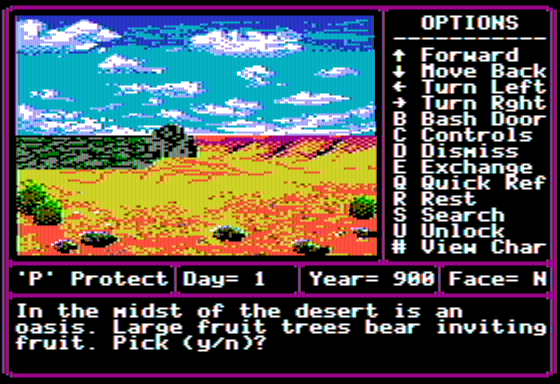 OPTIONS
------------
↑ Forward
↓ Move Back
← Turn Left
→ Turn Rght
B Bash Door
C Controls
D Dismiss
E Exchange
Q Quick Ref
R Rest
S Search
U Unlock
# View Char
'P' Protect Day= 1 Year= 900 Face= N
In the midst of the desert is an
oasis. Large fruit trees bear inviting
fruit. Pick (y/n)?